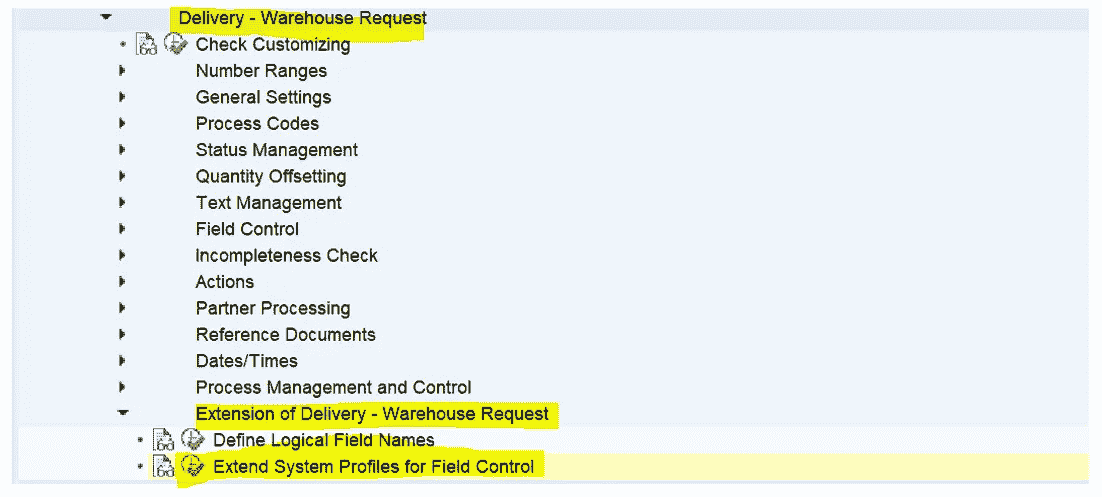 Delivery - Warehouse Request
Check Customizing
Number Ranges
General Settings
Process Codes
Status Management
Quantity Offsetting
Text Management
Field Control
Incompleteness Check
Actions
Partner Processing
Reference Documents
Dates/Times
Process Management and Control
Extension of Delivery - Warehouse Request
Define Logical Field Names
Extend System Profiles for Field Control